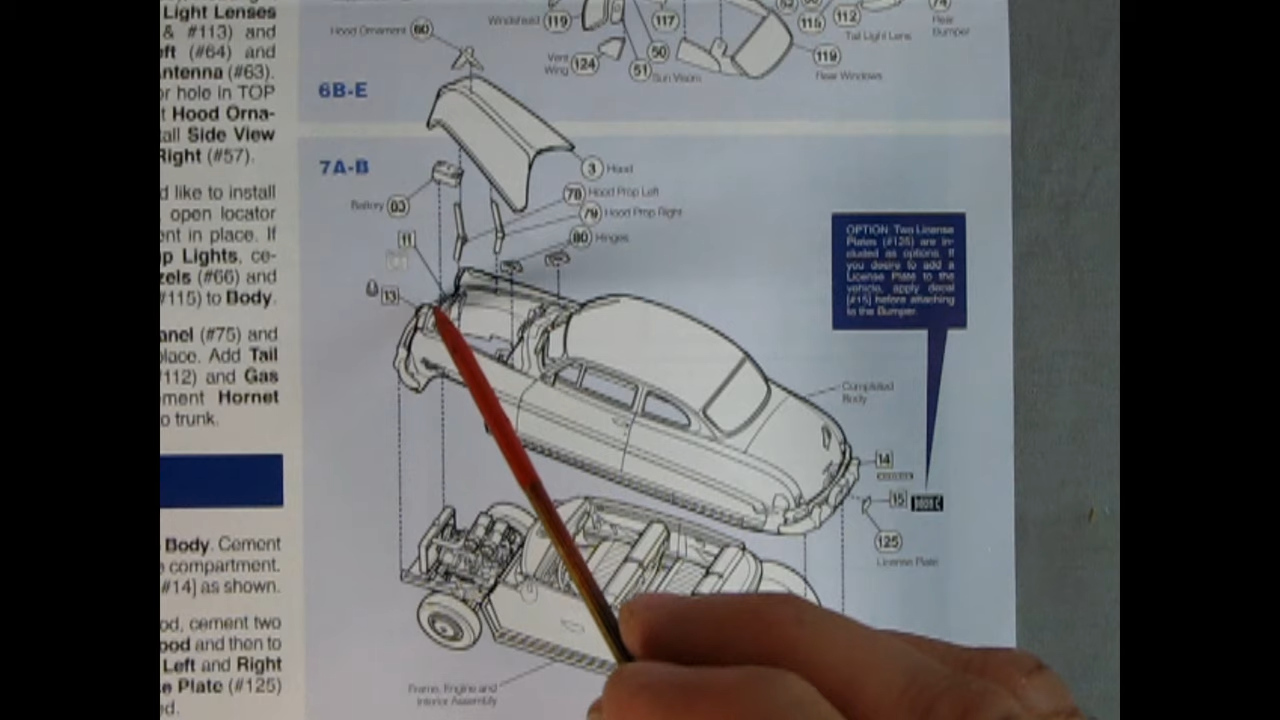 Light Lenses
& #113) and
eft (#64) and
Antenna (#63).
or hole in TOP
Hood Orna-
all Side View
Right (#57).
d like to install
open locator
ent in place. If
p Lights, ce-
zels (#66) and
#115) to Body.
anel (#75) and
place. Add Tail
#112) and Gas
ment Hornet
o trunk.
Body. Cement
compartment.
#14] as shown.
od, cement two
ood and then to
Left and Right
e Plate (#125)
ed.
Hood Ornament 60
Windshield 119
117
115
112
Tail Light Lens
74
Rear
Bumper
Vent
Wing 124
50
51 Sun Visors
119
Rear Windows
6B-E
7A-B
3 Hood
Battery 83
78 Hood Prop Left
79 Hood Prop Right
80 Hinges
11
13
OPTION: Two License
Plates (#125) are in-
cluded as options. If
you desire to add a
License Plate to the
vehicle, apply decal
[#15] before attaching
to the Bumper.
Completed
Body
14
15
125
License Plate
Frame, Engine and
Interior Assembly